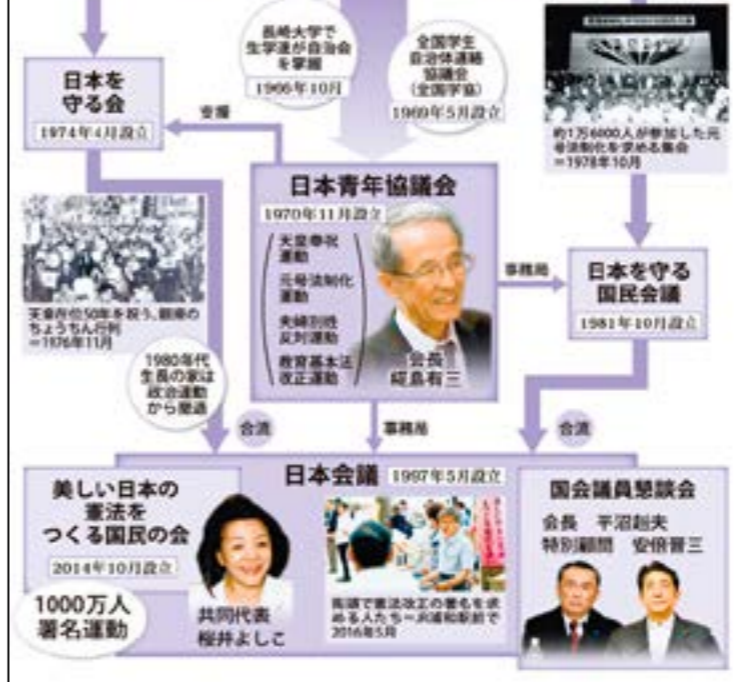 長崎大学で
生学連が自治会
を掌握
1966年10月
全国学生
自治体連絡
協議会
(全国学協)
1969年5月設立
日本を
守る会
1974年4月設立
支援
約1万6000人が参加した元
号法制化を求める集会
=1978年10月
日本青年協議会
1970年11月設立
天皇奉祝
運動
元号法制化
運動
夫婦別姓
反対運動
教育基本法
改正運動
会長
椛島有三
事務局
日本を守る
国民会議
1981年10月設立
天皇在位50年を祝う、銀座の
ちょうちん行列
=1976年11月
1980年代
生長の家は
政治運動
から撤退
合流
事務局
合流
日本会議
1997年5月設立
美しい日本の
憲法を
つくる国民の会
2014年10月設立
1000万人
署名運動
共同代表
桜井よしこ
街頭で憲法改正の署名を求
める人たち=JR浦和駅前で
2016年5月
国会議員懇談会
会長 平沼赳夫
特別顧問 安倍晋三